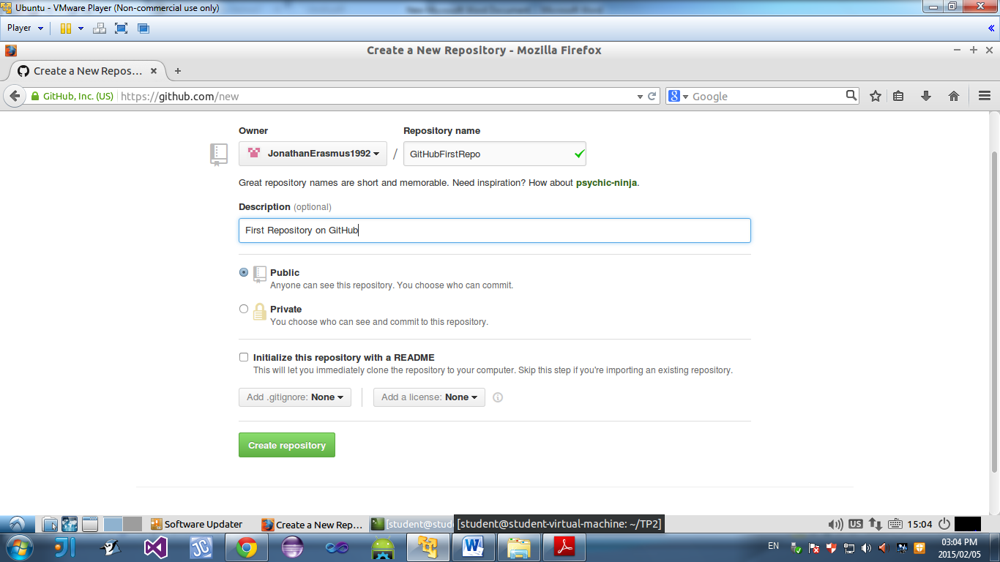 Ubuntu - VMware Player (Non-commercial use only)
Player
Create a New Repository - Mozilla Firefox
Create a New Repos…
GitHub, Inc. (US) https://github.com/new
Google
Owner
Repository name
JonathanErasmus1992 / GitHubFirstRepo
Great repository names are short and memorable. Need inspiration? How about psychic-ninja.
Description (optional)
First Repository on GitHub
Public
Anyone can see this repository. You choose who can commit.
Private
You choose who can see and commit to this repository.
Initialize this repository with a README
This will let you immediately clone the repository to your computer. Skip this step if you're importing an existing repository.
Add .gitignore: None
Add a license: None
Create repository
Software Updater
Create a New Rep...
[student@stude
[student@student-virtual-machine: ~/TP2]
US
15:04
EN
03:04 PM
2015/02/05